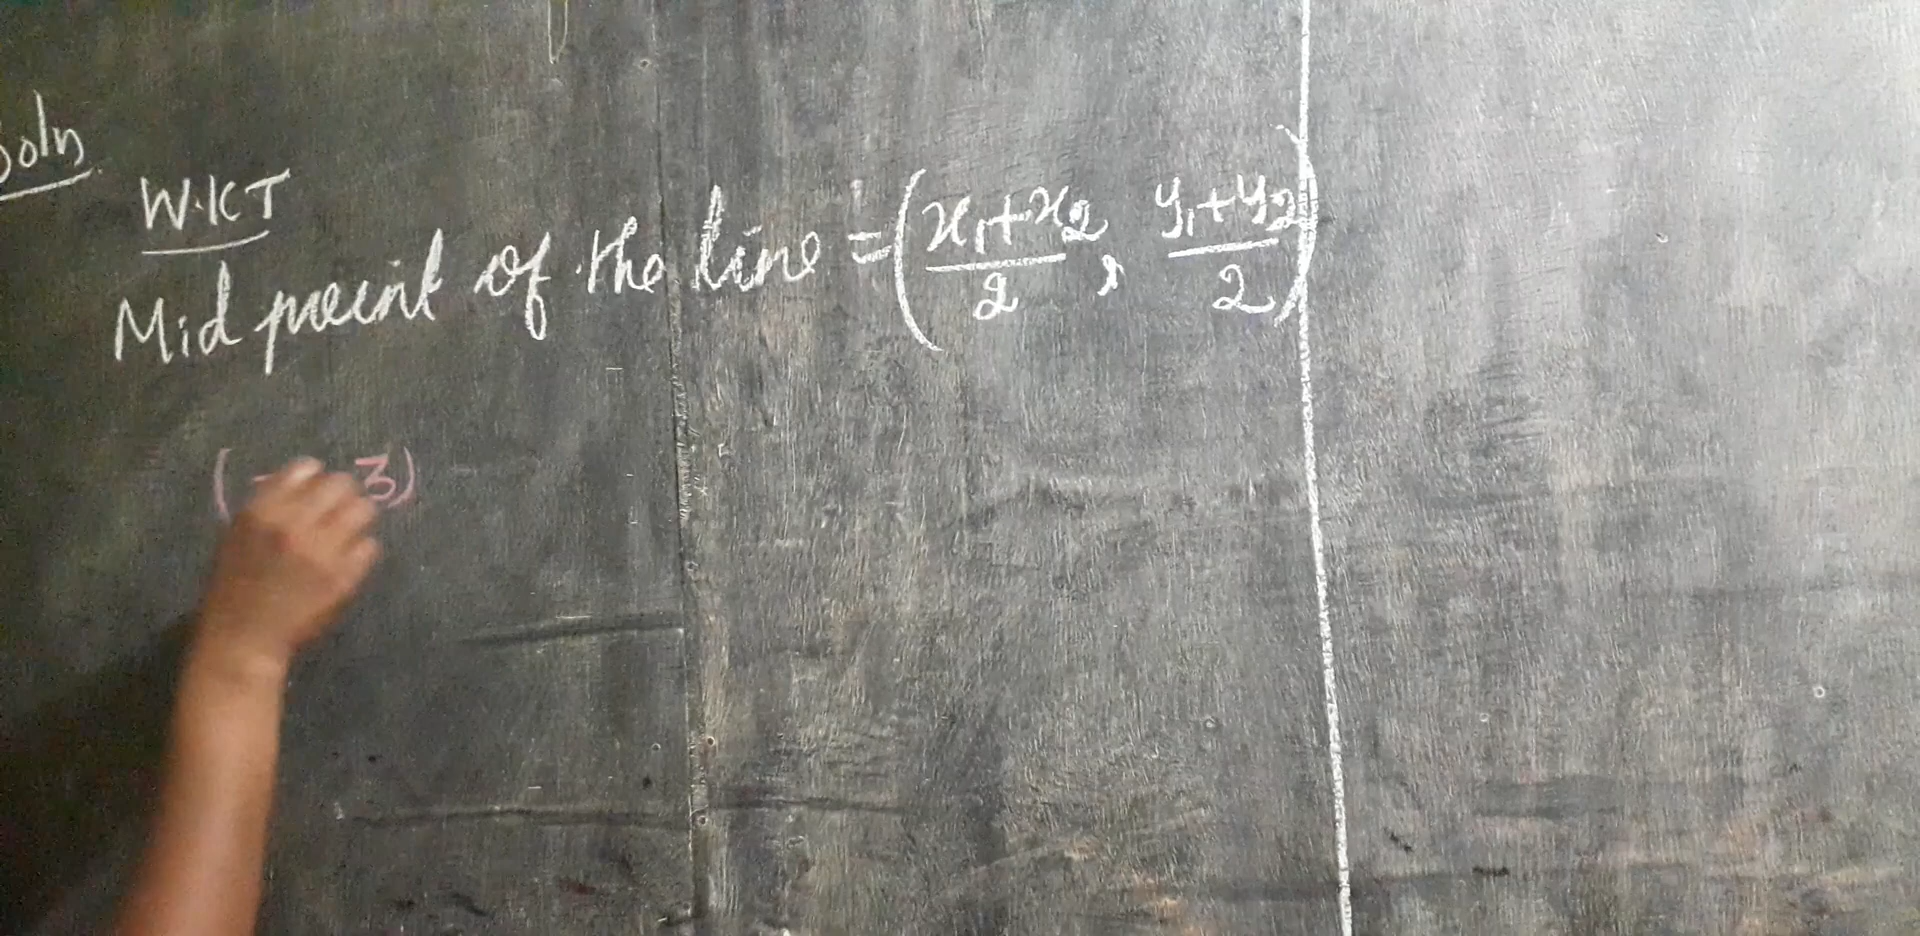 Soln
W.K.T
Mid point of the line = (x₁+x₂/2, y₁+y₂/2)
(- 3)